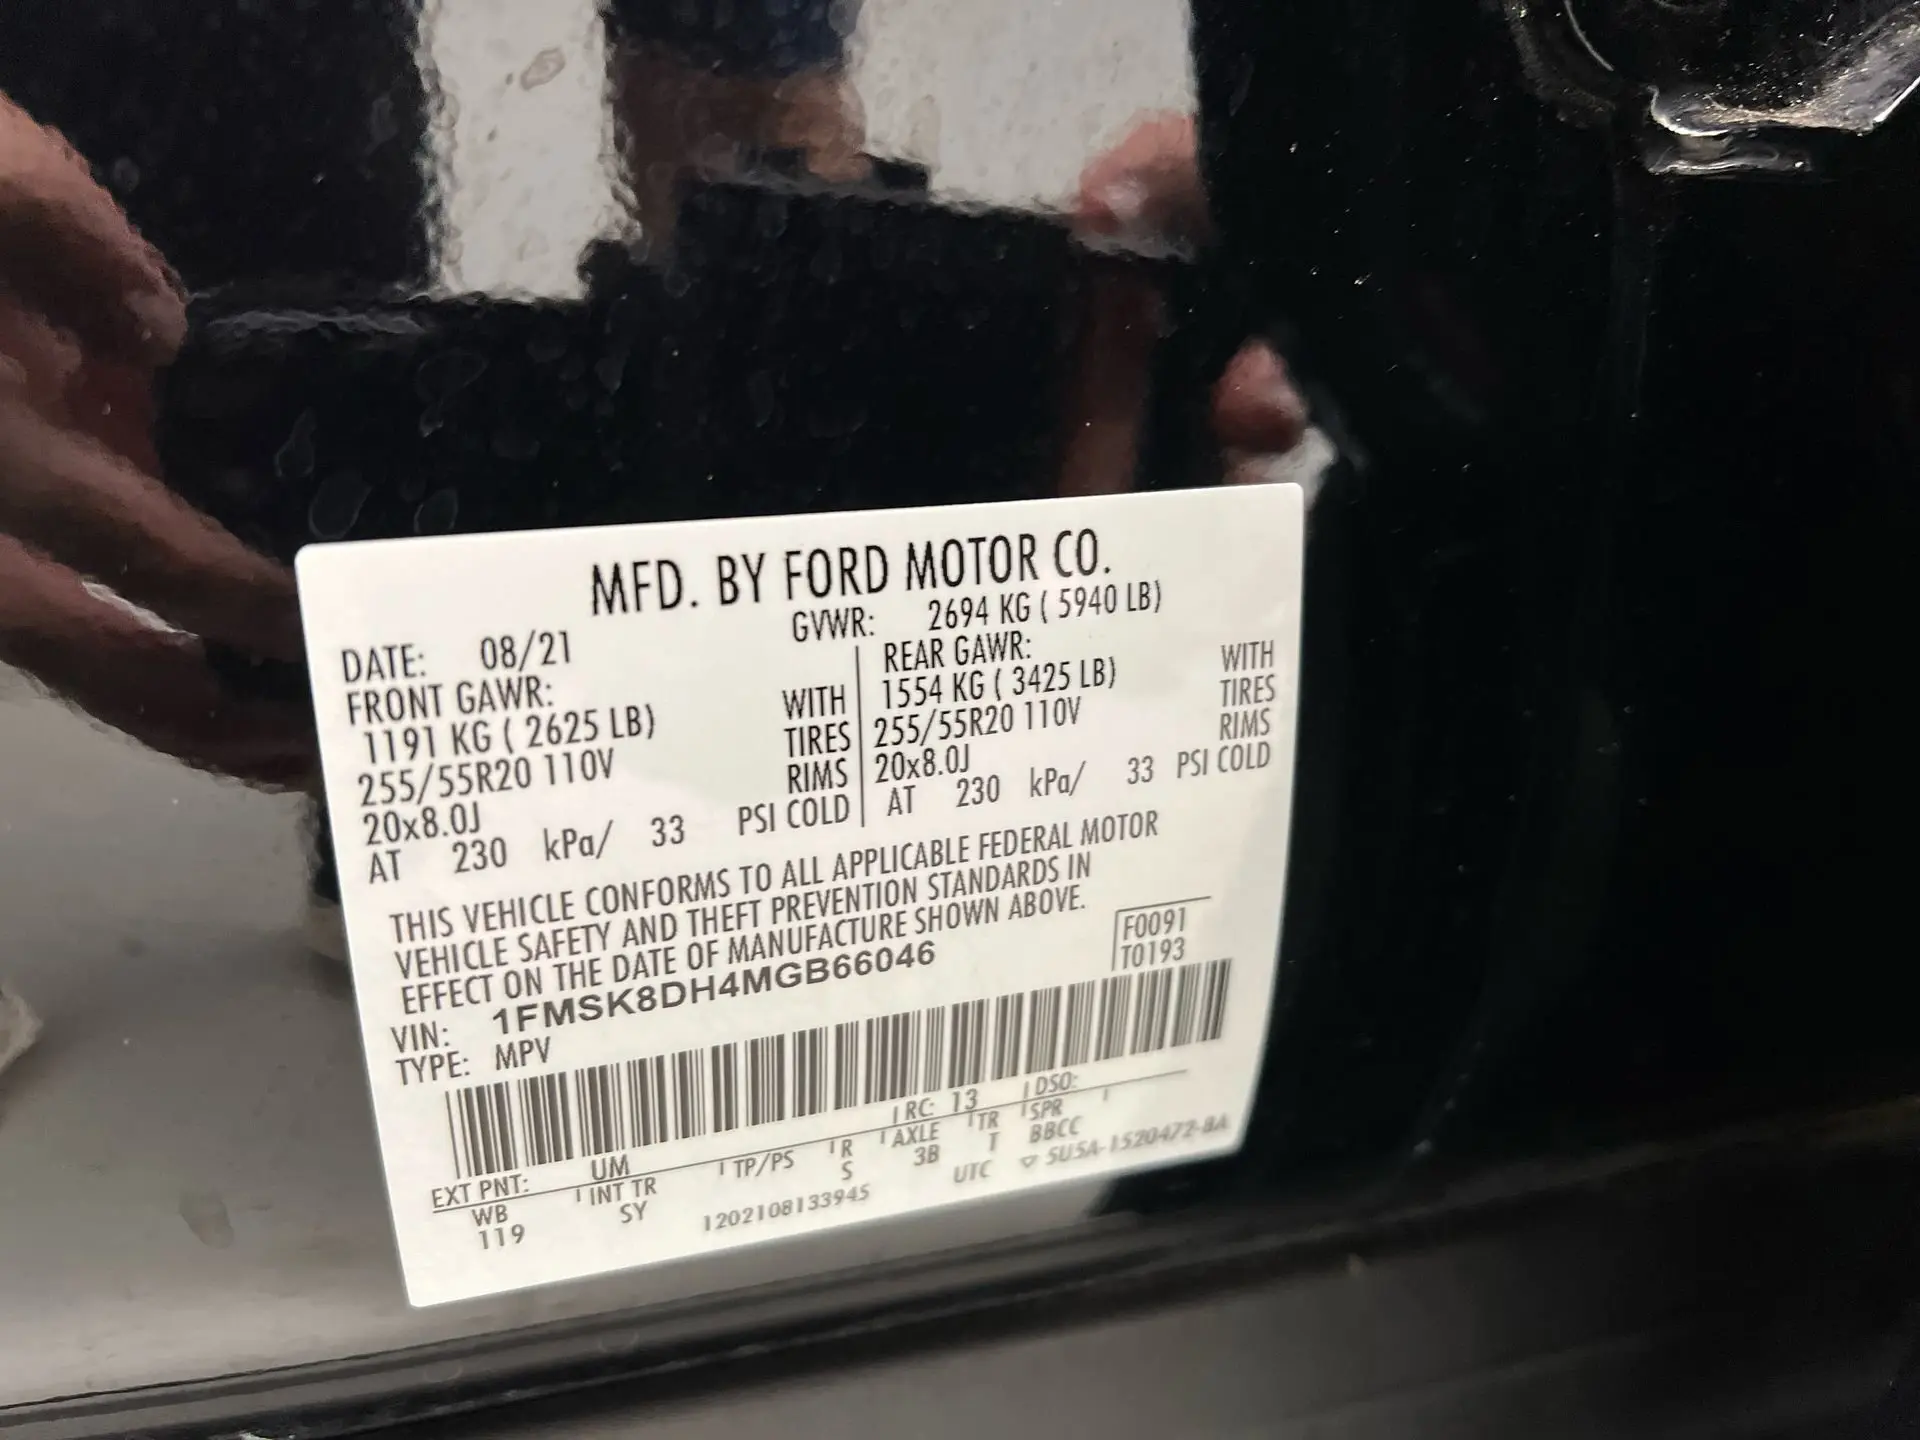 MFD. BY FORD MOTOR CO.
DATE: 08/21
GVWR: 2694 KG ( 5940 LB)
FRONT GAWR:
1191 KG ( 2625 LB) WITH
255/55R20 110V TIRES
20x8.0J RIMS
AT 230 kPa/ 33 PSI COLD
REAR GAWR:
1554 KG ( 3425 LB) WITH
255/55R20 110V TIRES
20x8.0J RIMS
AT 230 kPa/ 33 PSI COLD
THIS VEHICLE CONFORMS TO ALL APPLICABLE FEDERAL MOTOR
VEHICLE SAFETY AND THEFT PREVENTION STANDARDS IN
EFFECT ON THE DATE OF MANUFACTURE SHOWN ABOVE.
F0091
T0193
VIN: 1FMSK8DH4MGB66046
TYPE: MPV
EXT PNT: UM RC: 13 DSO:
WB INT TR TP/PS R AXLE TR SPR
119 SY S 3B T BBCC
1202108133945 UTC ▽ 5U5A-1520472-BA